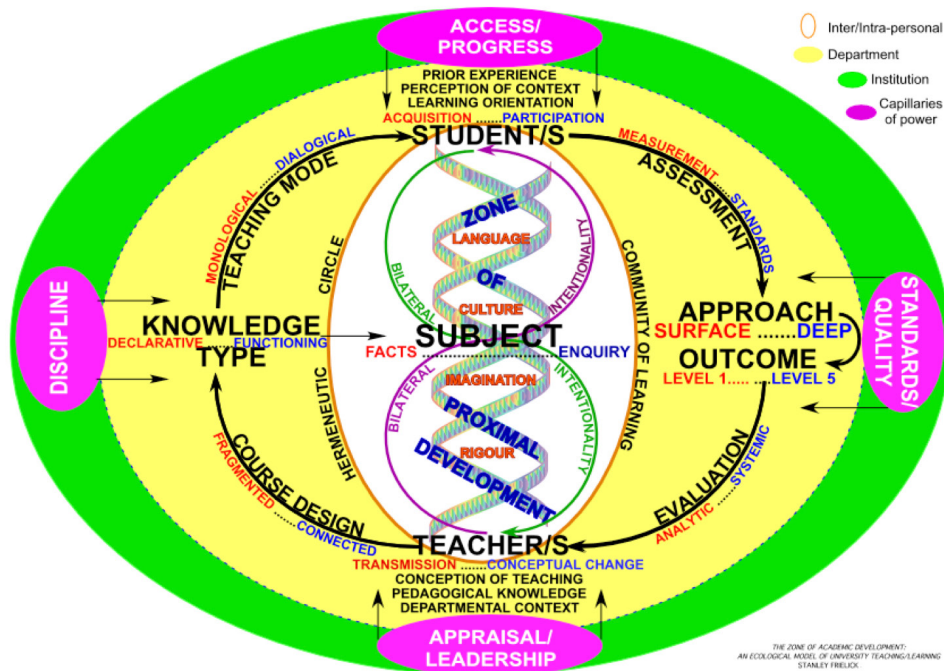 ACCESS/
PROGRESS
Inter/Intra-personal
Department
Institution
Capillaries
of power
PRIOR EXPERIENCE
PERCEPTION OF CONTEXT
LEARNING ORIENTATION
ACQUISITION .......PARTICIPATION
STUDENT/S
MONOLOGICAL ......DIALOGICAL
TEACHING MODE
MEASUREMENT ......STANDARDS
ASSESSMENT
ZONE
LANGUAGE
OF
CULTURE
BILATERAL
INTENTIONALITY
HERMENEUTIC CIRCLE
COMMUNITY OF LEARNING
DISCIPLINE
KNOWLEDGE
DECLARATIVE ......FUNCTIONING
TYPE
SUBJECT
FACTS ........................ ENQUIRY
APPROACH
SURFACE .......DEEP
OUTCOME
LEVEL 1..... ....LEVEL 5
STANDARDS/
QUALITY
IMAGINATION
BILATERAL
INTENTIONALITY
PROXIMAL
RIGOUR
DEVELOPMENT
COURSE DESIGN
FRAGMENTED ......CONNECTED
EVALUATION
ANALYTIC ......SYSTEMIC
TEACHER/S
TRANSMISSION .......CONCEPTUAL CHANGE
CONCEPTION OF TEACHING
PEDAGOGICAL KNOWLEDGE
DEPARTMENTAL CONTEXT
APPRAISAL/
LEADERSHIP
THE ZONE OF ACADEMIC DEVELOPMENT:
AN ECOLOGICAL MODEL OF UNIVERSITY TEACHING/LEARNING
STANLEY FRIELICK